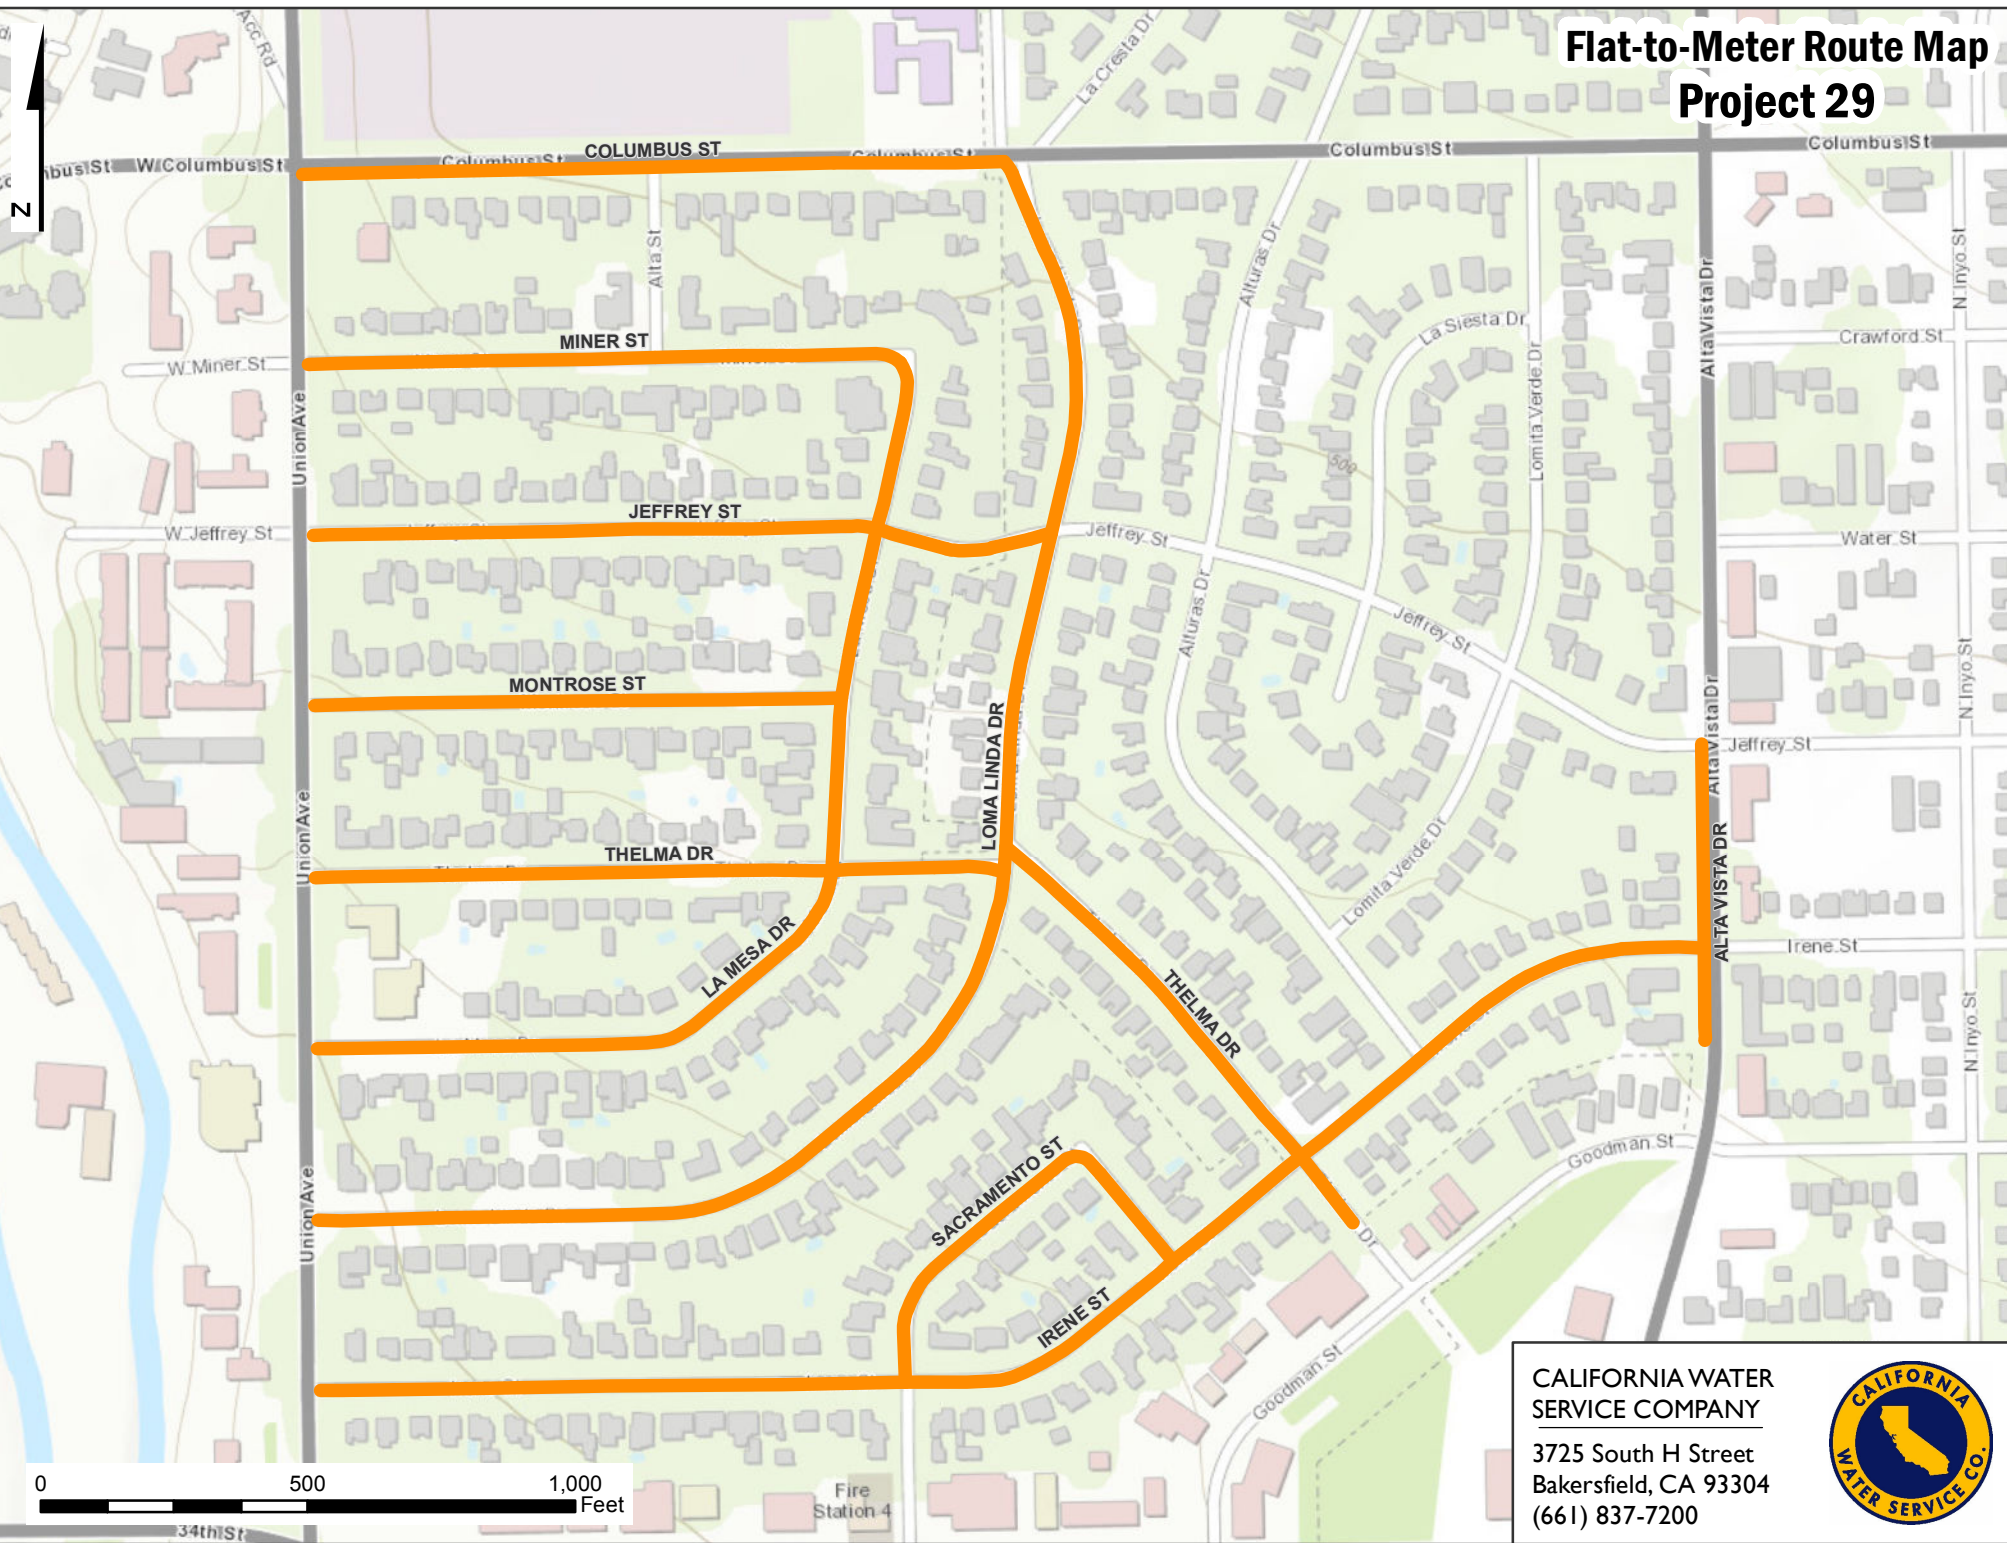 Flat-to-Meter Route Map
Project 29
Acc Rd
La Cresta Dr
COLUMBUS ST
W Columbus St
Columbus St
Columbus St
Columbus St
Columbus St
N
Alta St
Alturas Dr
Alta Vista Dr
N Inyo St
La Siesta Dr
Crawford St
MINER ST
W Miner St
Lomita Verde Dr
Union Ave
500
JEFFREY ST
W Jeffrey St
Jeffrey St
Water St
Alturas Dr
Jeffrey St
MONTROSE ST
N Inyo St
Alta Vista Dr
LOMA LINDA DR
Jeffrey St
Union Ave
THELMA DR
Lomita Verde Dr
ALTA VISTA DR
LA MESA DR
Irene St
THELMA DR
N Inyo St
SACRAMENTO ST
Goodman St
Union Ave
Dr
IRENE ST
Goodman St
CALIFORNIA WATER
SERVICE COMPANY
3725 South H Street
Bakersfield, CA 93304
(661) 837-7200
CALIFORNIA
WATER SERVICE CO.
0 500 1,000
Feet
Fire
Station 4
34th St